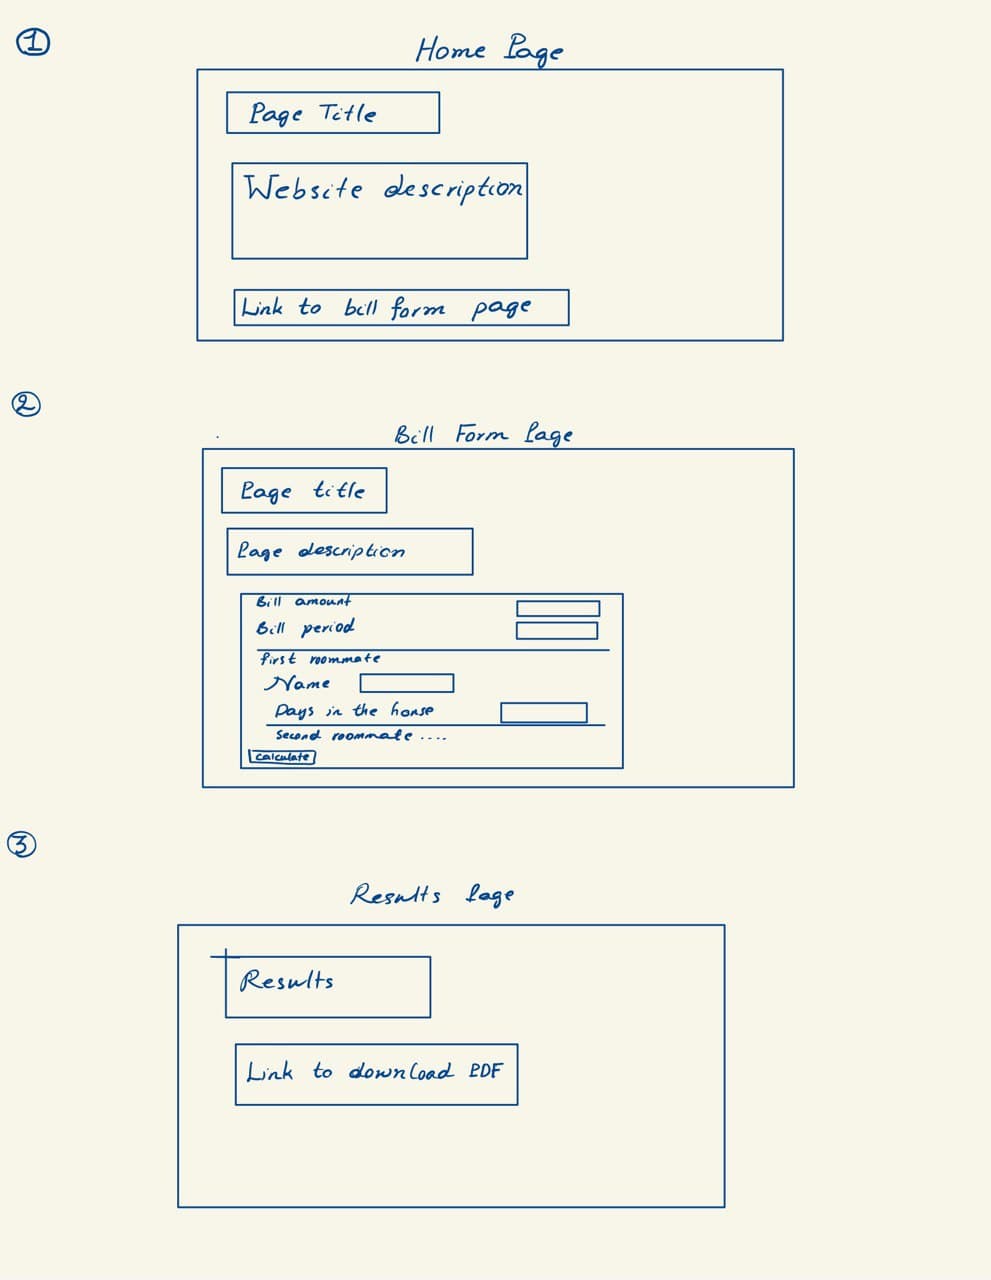 1
Home Page
Page Title
Website description
Link to bill form page
2
Bill Form Page
Page title
Page description
Bill amount
Bill period
first roommate
Name
Days in the house
Second roommate ....
Calculate
3
Results Page
Results
Link to download PDF